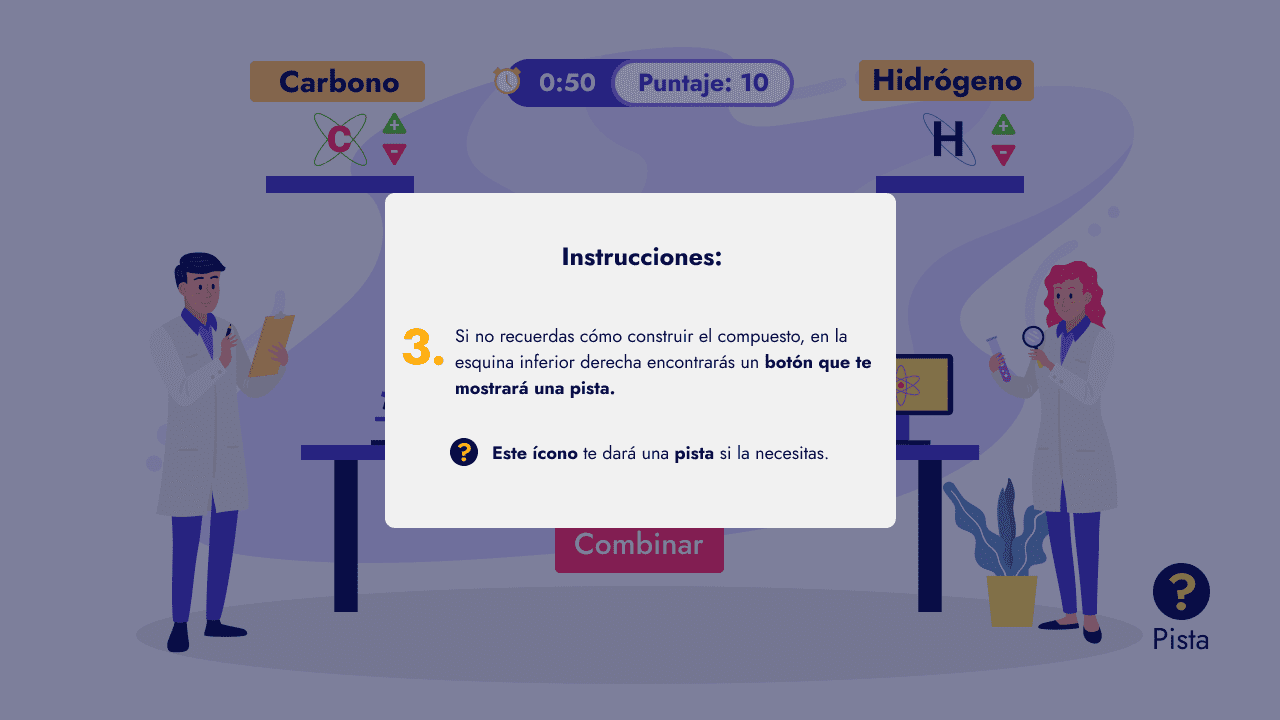 Carbono
0:50
Puntaje: 10
Hidrógeno
C
+
-
H
+
-
Instrucciones:
3.
Si no recuerdas cómo construir el compuesto, en la
esquina inferior derecha encontrarás un botón que te
mostrará una pista.
?
Este ícono te dará una pista si la necesitas.
Combinar
?
Pista